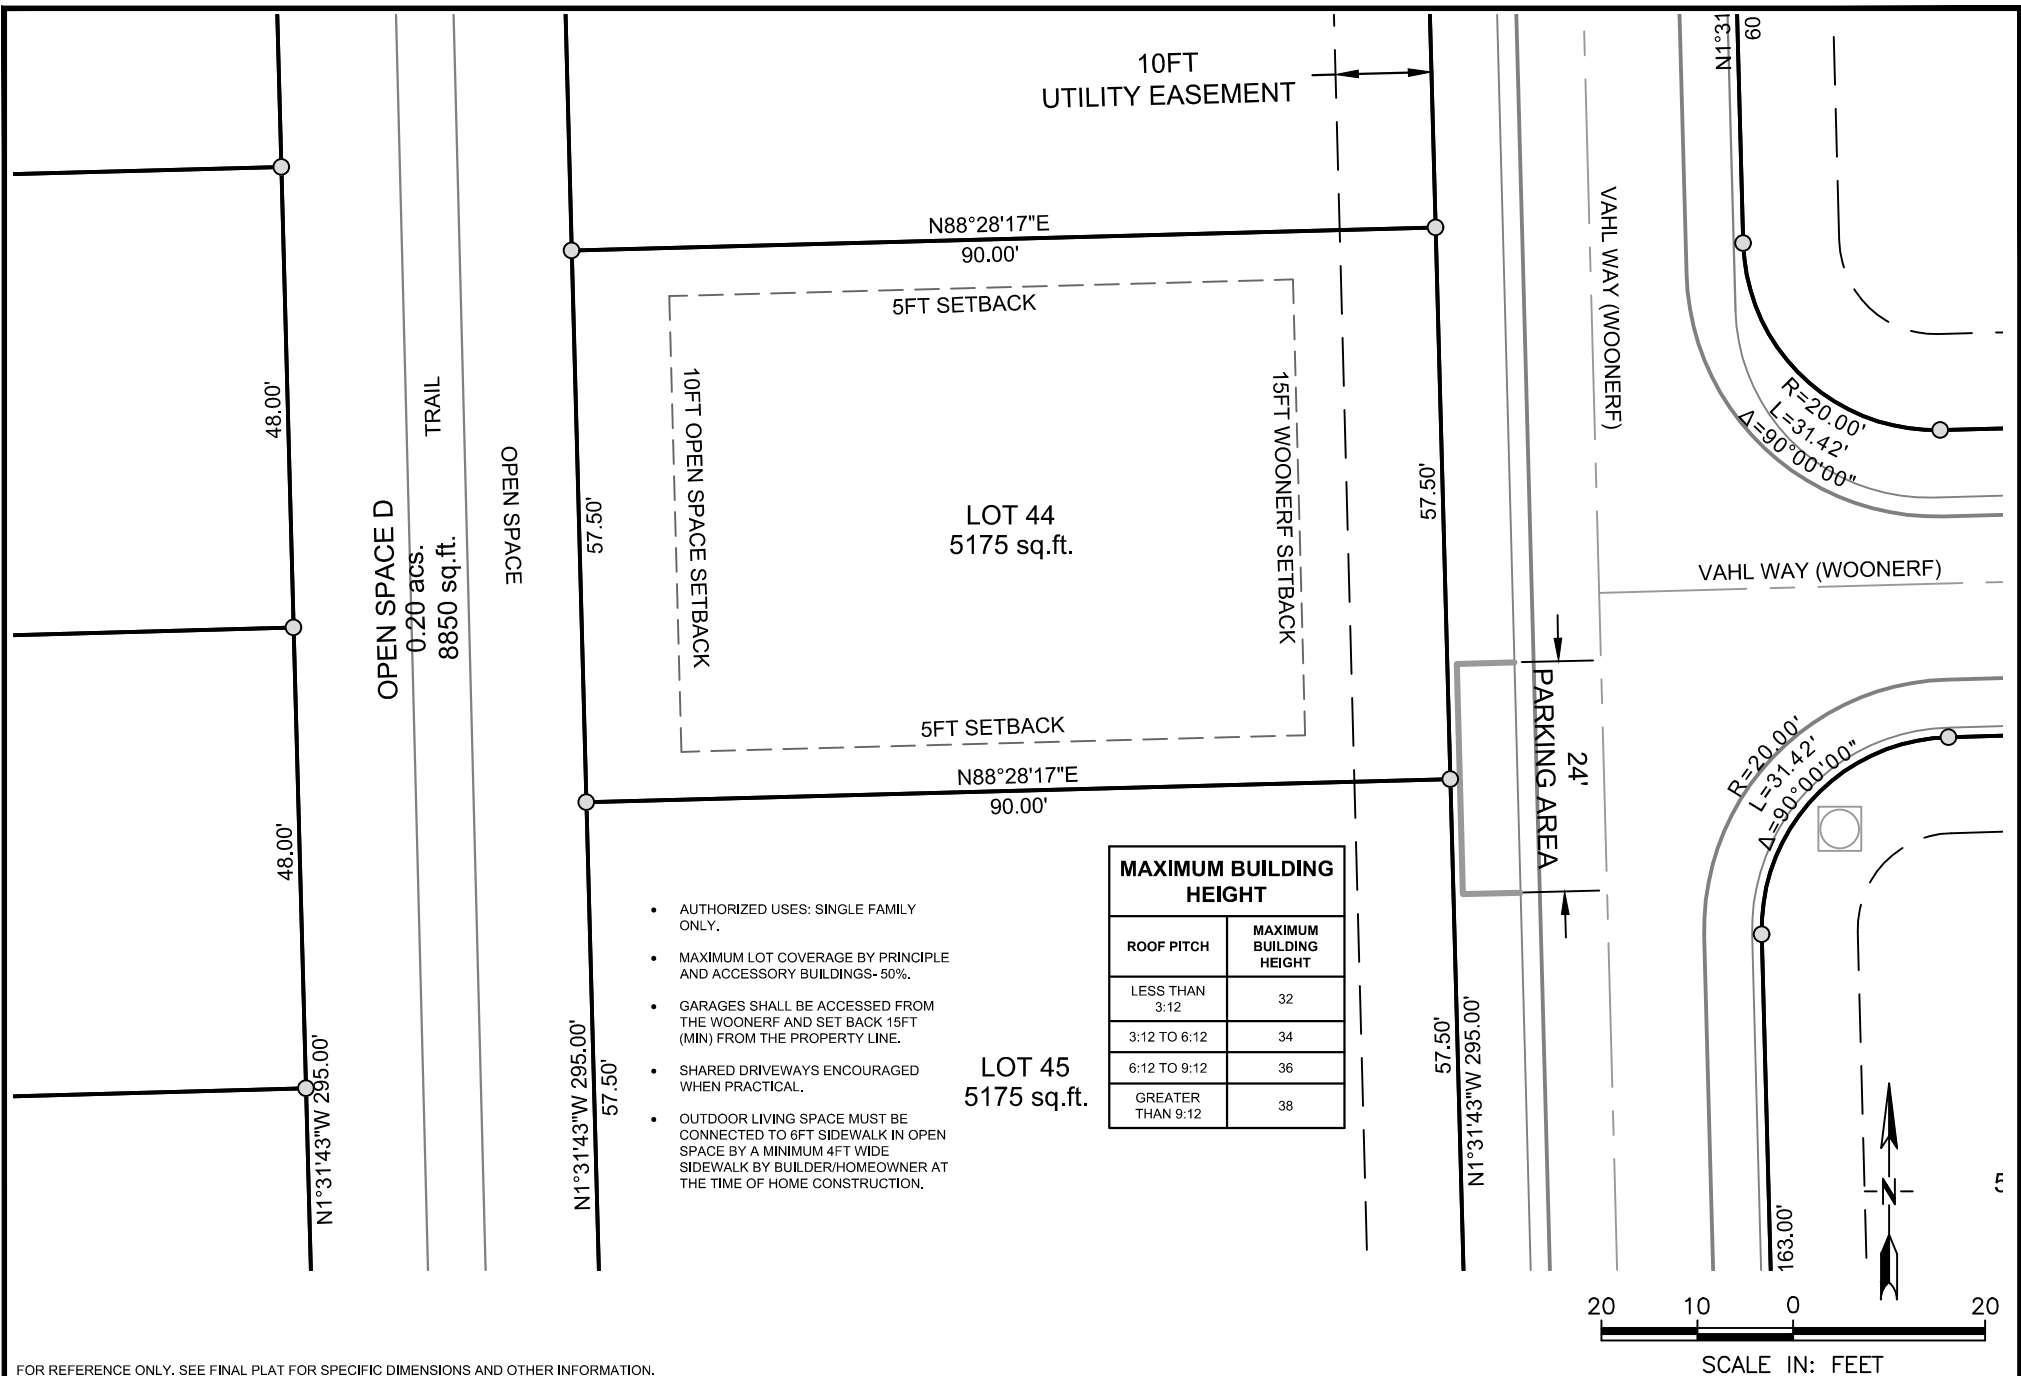 10FT
UTILITY EASEMENT
N1°31
60
N88°28'17"E
90.00'
5FT SETBACK
VAHL WAY (WOONERF)
48.00'
TRAIL
OPEN SPACE
10FT OPEN SPACE SETBACK
15FT WOONERF SETBACK
R=20.00'
L=31.42'
Δ=90°00'00"
57.50'
57.50'
OPEN SPACE D
0.20 acs.
8850 sq.ft.
LOT 44
5175 sq.ft.
VAHL WAY (WOONERF)
5FT SETBACK
N88°28'17"E
90.00'
PARKING AREA
24'
R=20.00'
L=31.42'
Δ=90°00'00"
48.00'
MAXIMUM BUILDING
HEIGHT
ROOF PITCH
MAXIMUM
BUILDING
HEIGHT
LESS THAN
3:12
32
3:12 TO 6:12
34
6:12 TO 9:12
36
GREATER
THAN 9:12
38
• AUTHORIZED USES: SINGLE FAMILY
ONLY.
• MAXIMUM LOT COVERAGE BY PRINCIPLE
AND ACCESSORY BUILDINGS- 50%.
• GARAGES SHALL BE ACCESSED FROM
THE WOONERF AND SET BACK 15FT
(MIN) FROM THE PROPERTY LINE.
• SHARED DRIVEWAYS ENCOURAGED
WHEN PRACTICAL.
• OUTDOOR LIVING SPACE MUST BE
CONNECTED TO 6FT SIDEWALK IN OPEN
SPACE BY A MINIMUM 4FT WIDE
SIDEWALK BY BUILDER/HOMEOWNER AT
THE TIME OF HOME CONSTRUCTION.
LOT 45
5175 sq.ft.
N1°31'43"W 295.00'
N1°31'43"W 295.00'
57.50'
57.50'
N1°31'43"W 295.00'
163.00'
N
5
20 10 0 20
SCALE IN: FEET
FOR REFERENCE ONLY. SEE FINAL PLAT FOR SPECIFIC DIMENSIONS AND OTHER INFORMATION.